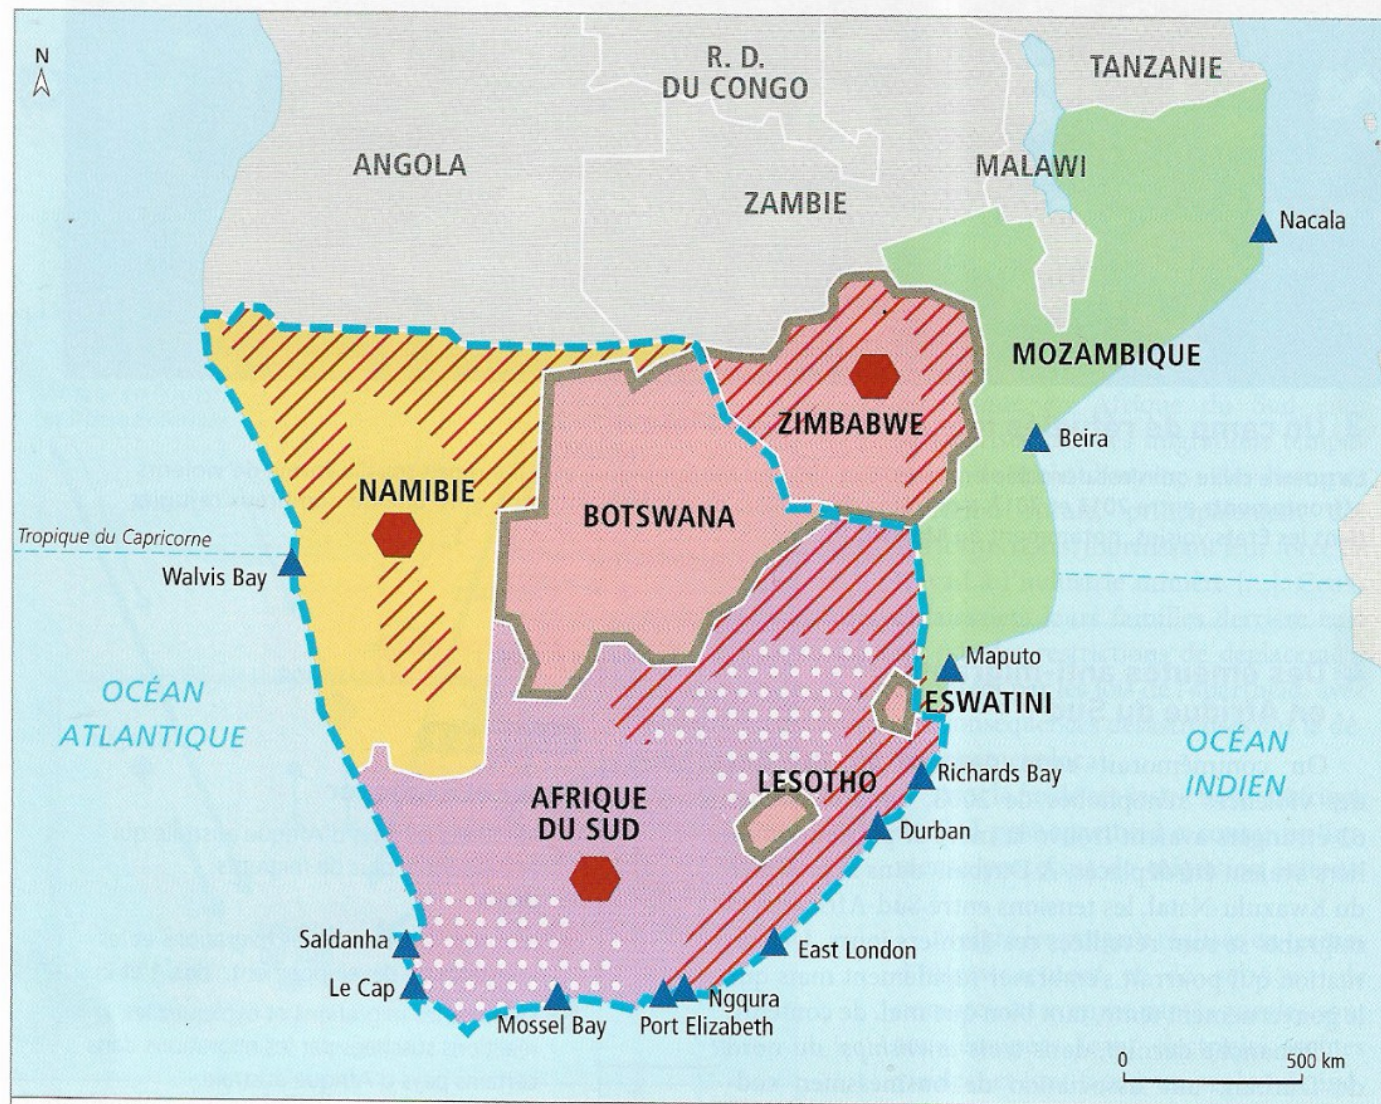 N
R. D.
DU CONGO
TANZANIE
ANGOLA
MALAWI
ZAMBIE
Nacala
MOZAMBIQUE
ZIMBABWE
Beira
NAMIBIE
BOTSWANA
Tropique du Capricorne
Walvis Bay
Maputo
ESWATINI
OCÉAN
ATLANTIQUE
OCÉAN
INDIEN
Richards Bay
LESOTHO
AFRIQUE
DU SUD
Durban
Saldanha
East London
Le Cap
Ngqura
Mossel Bay
Port Elizabeth
0 500 km